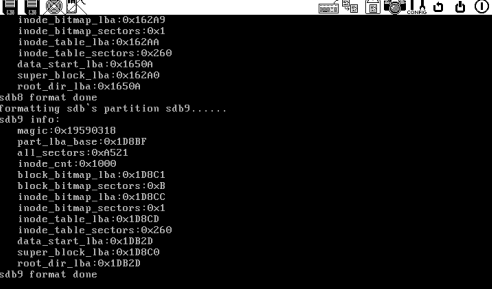 inode_bitmap_lba:0x162A9
inode_bitmap_sectors:0x1
inode_table_lba:0x162AA
inode_table_sectors:0x260
data_start_lba:0x1650A
super_block_lba:0x162A0
root_dir_lba:0x1650A
sdb8 format done
formatting sdb`s partition sdb9......
sdb9 info:
magic:0x19590318
part_lba_base:0x1D8BF
all_sectors:0xA521
inode_cnt:0x1000
block_bitmap_lba:0x1D8C1
block_bitmap_sectors:0xB
inode_bitmap_lba:0x1D8CC
inode_bitmap_sectors:0x1
inode_table_lba:0x1D8CD
inode_table_sectors:0x260
data_start_lba:0x1DB2D
super_block_lba:0x1D8C0
root_dir_lba:0x1DB2D
sdb9 format done
CONFIG